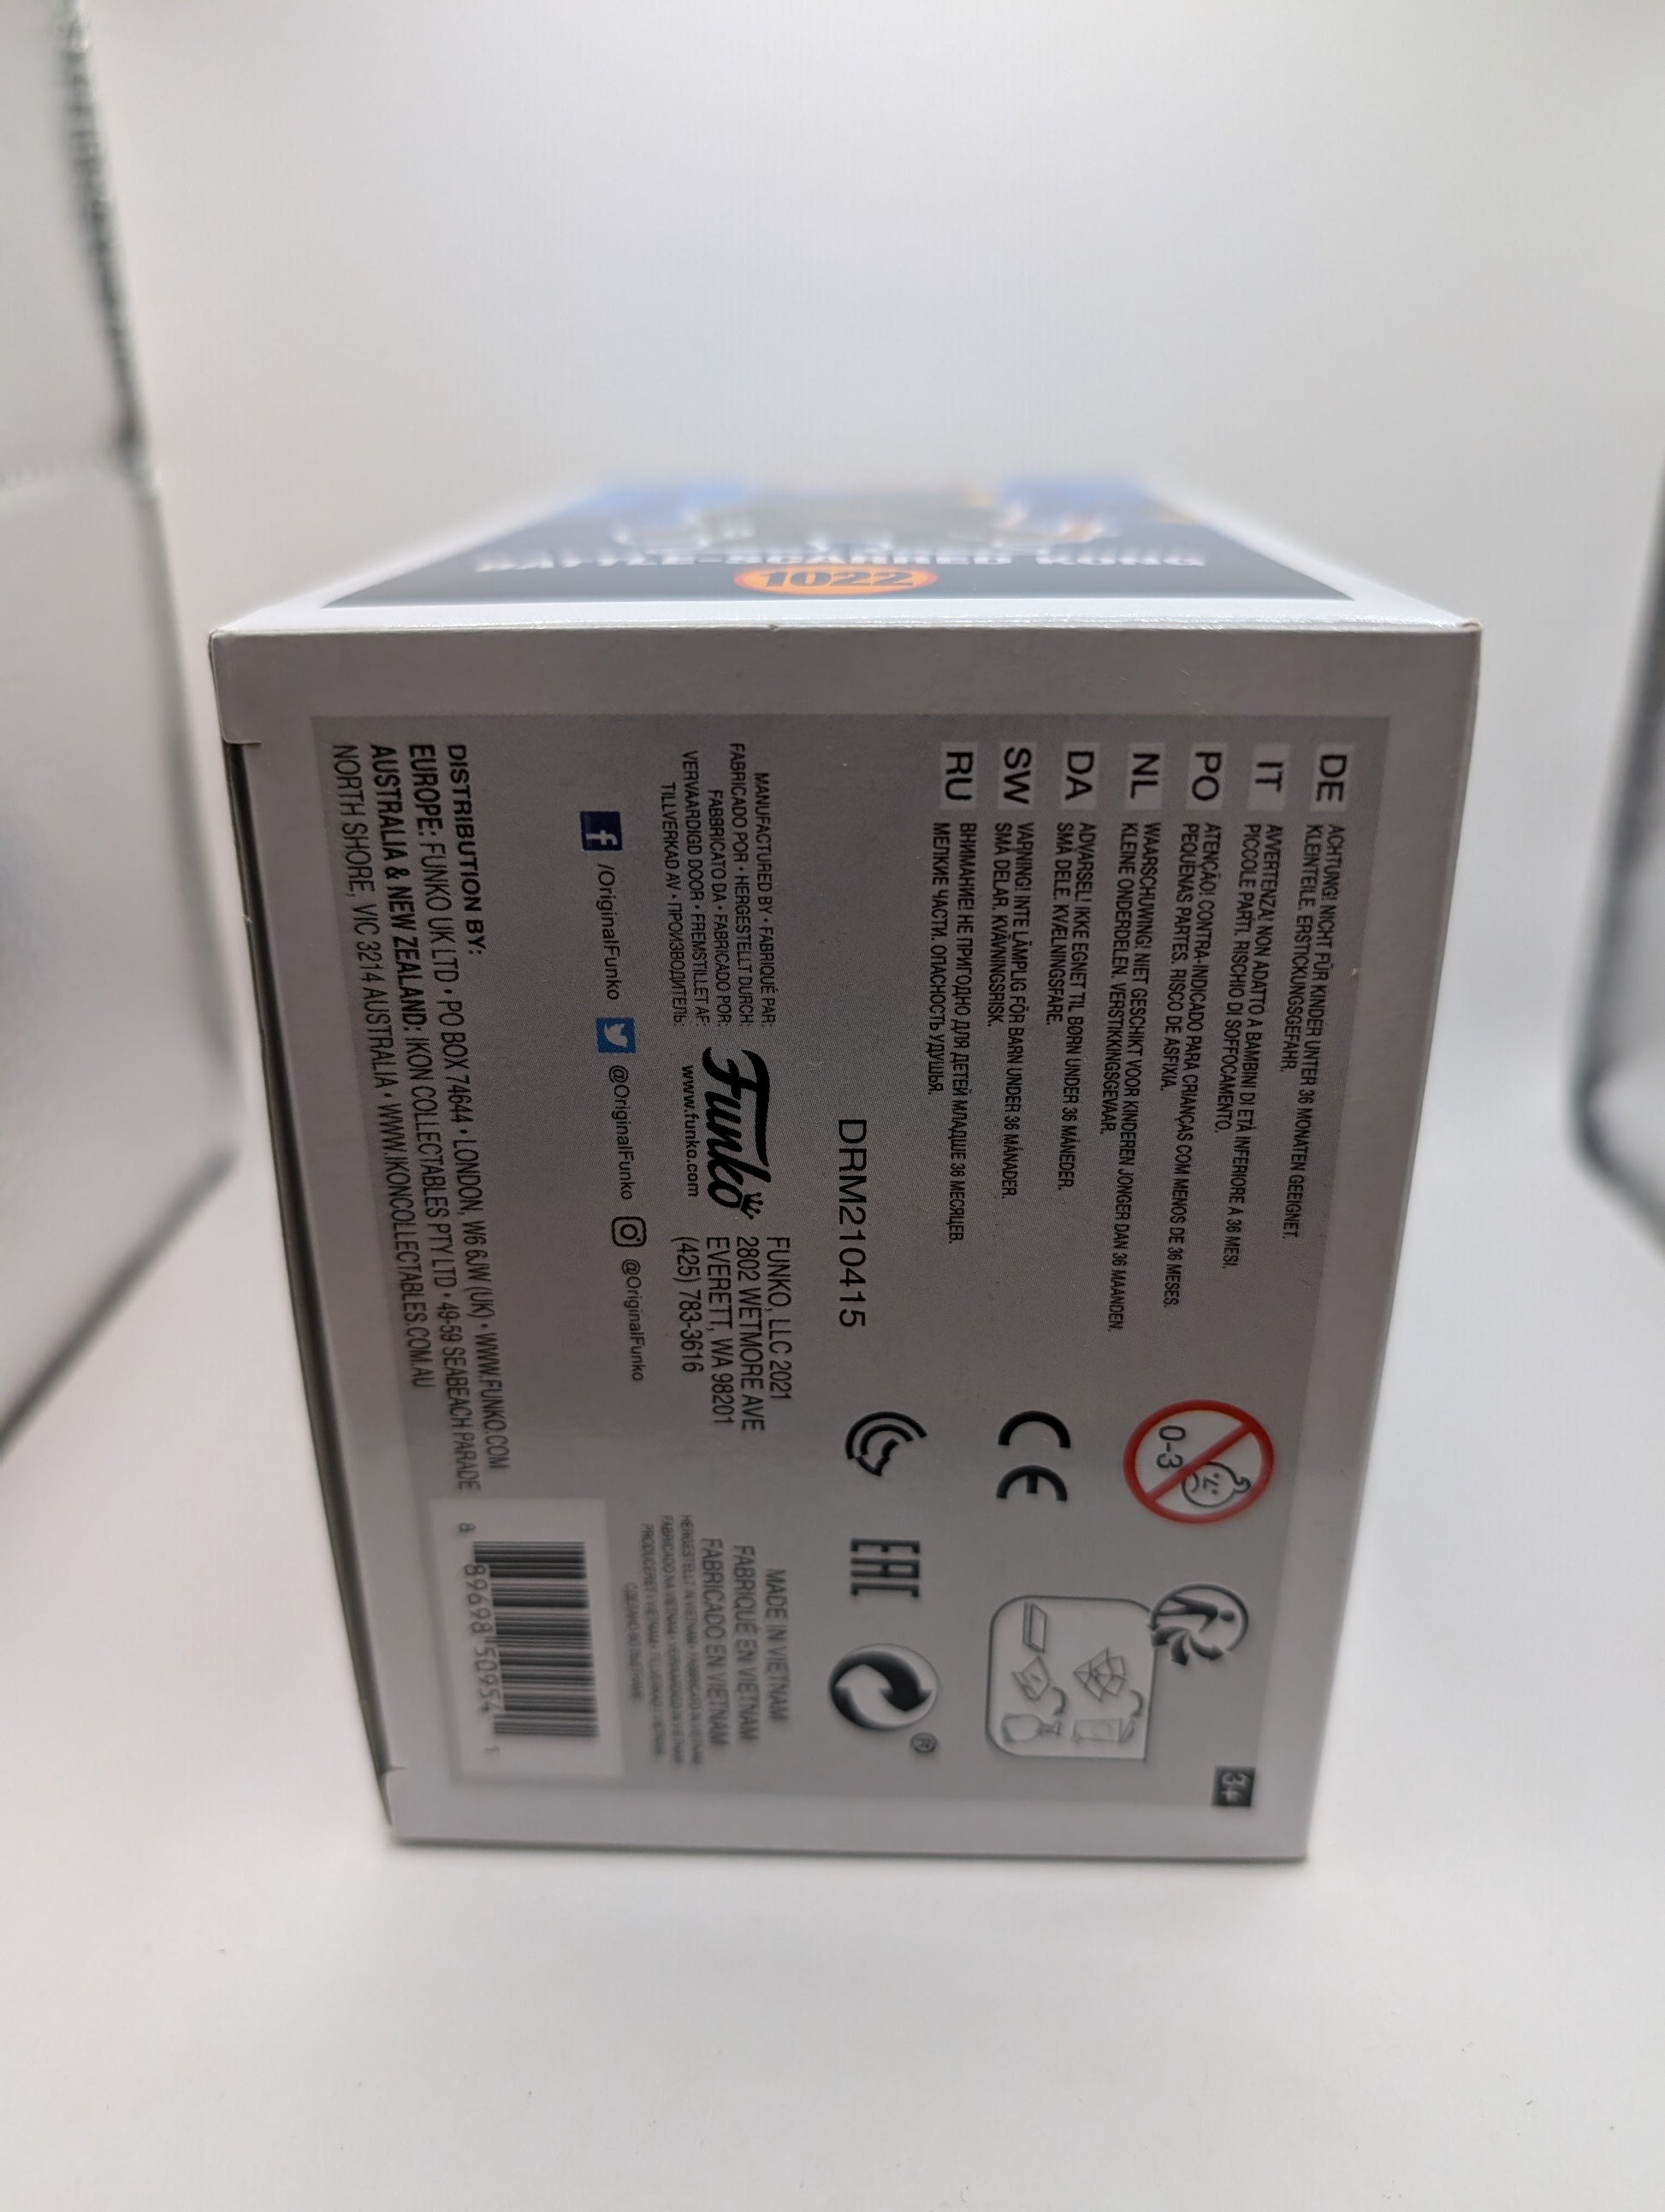 BATTLE-SCARRED KONG
1022
DE ACHTUNG! NICHT FÜR KINDER UNTER 36 MONATEN GEEIGNET.
KLEINTEILE. ERSTICKUNGSGEFAHR.
IT AVVERTENZA! NON ADATTO A BAMBINI DI ETÀ INFERIORE A 36 MESI.
PICCOLE PARTI. RISCHIO DI SOFFOCAMENTO.
PO ATENÇÃO! CONTRA-INDICADO PARA CRIANÇAS COM MENOS DE 36 MESES.
PEQUENAS PARTES. RISCO DE ASFIXIA.
NL WAARSCHUWING! NIET GESCHIKT VOOR KINDEREN JONGER DAN 36 MAANDEN.
KLEINE ONDERDELEN. VERSTIKKINGSGEVAAR.
DA ADVARSEL! IKKE EGNET TIL BØRN UNDER 36 MÅNEDER.
SMÅ DELE. KVÆLNINGSFARE.
SW VARNING! INTE LÄMPLIG FÖR BARN UNDER 36 MÅNADER.
SMÅ DELAR. KVÄVNINGSRISK.
RU ВНИМАНИЕ! НЕ ПРИГОДНО ДЛЯ ДЕТЕЙ МЛАДШЕ 36 МЕСЯЦЕВ.
МЕЛКИЕ ЧАСТИ. ОПАСНОСТЬ УДУШЬЯ.
0-3
3+
CE
EAC
®
DRM210415
MANUFACTURED BY • FABRIQUÉ PAR:
FABRICADO POR • HERGESTELLT DURCH:
FABBRICATO DA • FABRICADO POR:
VERVAARDIGD DOOR • FREMSTILLET AF:
TILLVERKAD AV • ПРОИЗВОДИТЕЛЬ:
Funko
www.funko.com
FUNKO, LLC 2021
2802 WETMORE AVE
EVERETT, WA 98201
(425) 783-3616
MADE IN VIETNAM
FABRIQUÉ EN VIETNAM
FABRICADO EN VIETNAM
/OriginalFunko @OriginalFunko @OriginalFunko
DISTRIBUTION BY:
EUROPE: FUNKO UK LTD • PO BOX 74644 • LONDON, W6 6JW (UK) • WWW.FUNKO.COM
AUSTRALIA & NEW ZEALAND: IKON COLLECTABLES PTY LTD • 49-59 SEABEACH PARADE
NORTH SHORE, VIC 3214 AUSTRALIA • WWW.IKONCOLLECTABLES.COM.AU
8 89698 50954 1